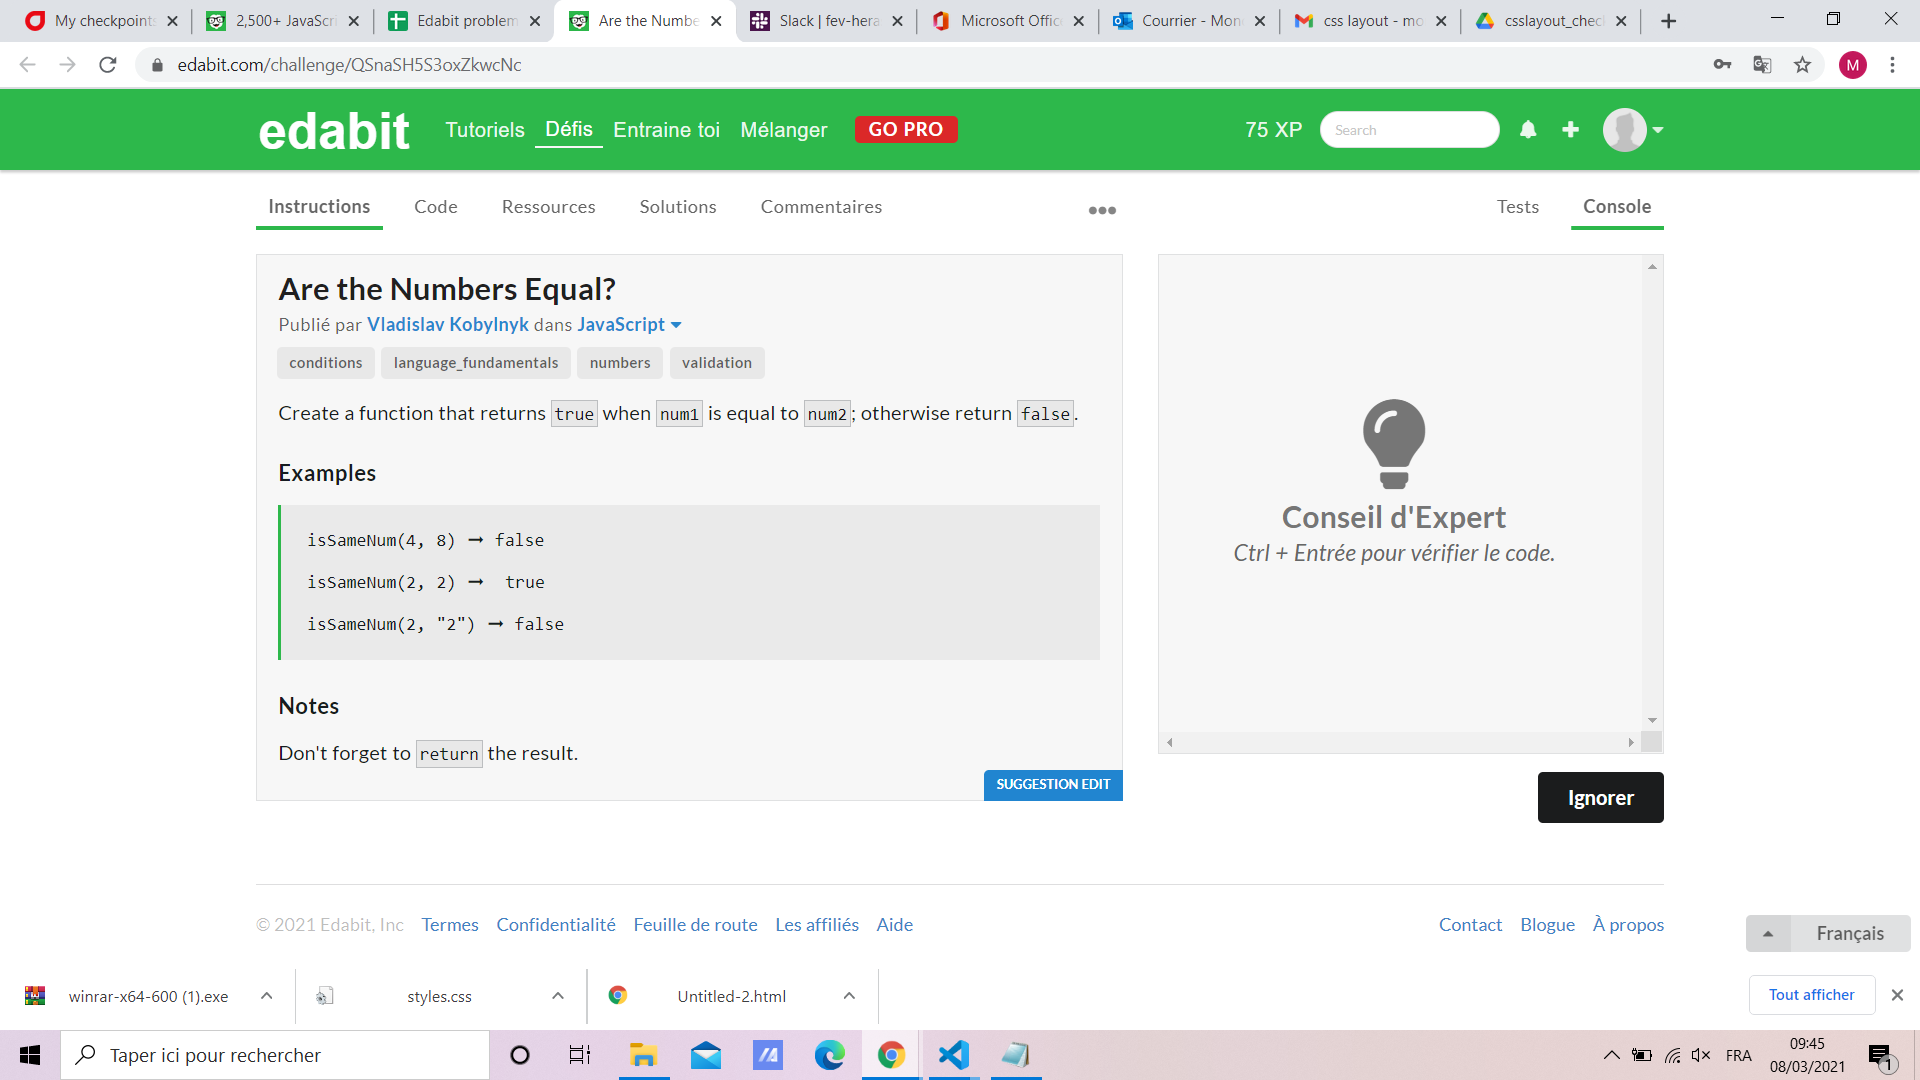 My checkpoints
2,500+ JavaScri
Edabit problem
Are the Numbe
Slack | fev-hera
Microsoft Offic
Courrier - Mon
css layout - mo
csslayout_chec
edabit.com/challenge/QSnaSH5S3oxZkwcNc
M
edabit
Tutoriels
Défis
Entraine toi
Mélanger
GO PRO
75 XP
Search
Instructions
Code
Ressources
Solutions
Commentaires
Tests
Console
Are the Numbers Equal?
Publié par Vladislav Kobylnyk dans JavaScript
conditions
language_fundamentals
numbers
validation
Create a function that returns true when num1 is equal to num2; otherwise return false.
Examples
isSameNum(4, 8) ➞ false
isSameNum(2, 2) ➞  true
isSameNum(2, "2") ➞ false
Notes
Don't forget to return the result.
SUGGESTION EDIT
Conseil d'Expert
Ctrl + Entrée pour vérifier le code.
Ignorer
© 2021 Edabit, Inc
Termes
Confidentialité
Feuille de route
Les affiliés
Aide
Contact
Blogue
À propos
Français
winrar-x64-600 (1).exe
styles.css
Untitled-2.html
Tout afficher
Taper ici pour rechercher
FRA
09:45
08/03/2021
1